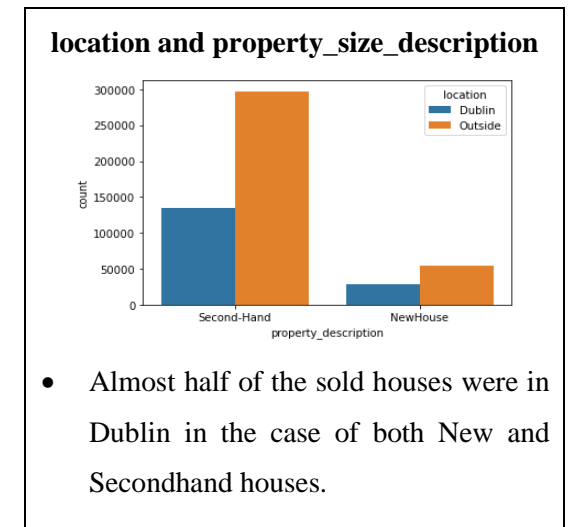 location and property_size_description
location
Dublin
Outside
300000
250000
200000
150000
100000
50000
0
count
Second-Hand
NewHouse
property_description
• Almost half of the sold houses were in
Dublin in the case of both New and
Secondhand houses.